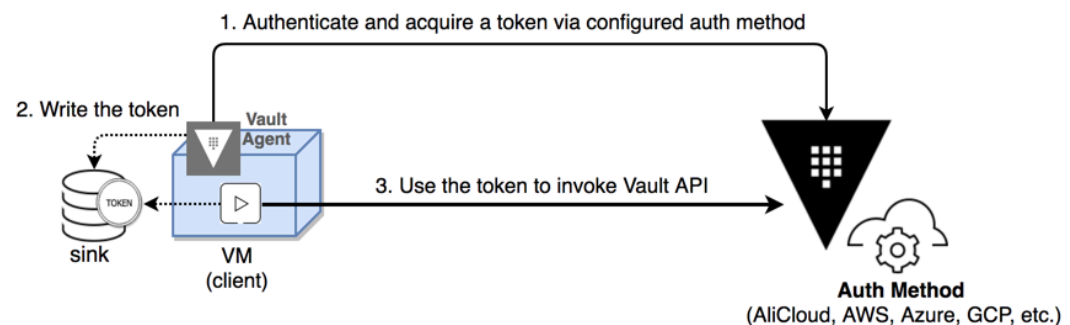 1. Authenticate and acquire a token via configured auth method
2. Write the token
Vault
Agent
3. Use the token to invoke Vault API
TOKEN
sink
VM
(client)
Auth Method
(AliCloud, AWS, Azure, GCP, etc.)